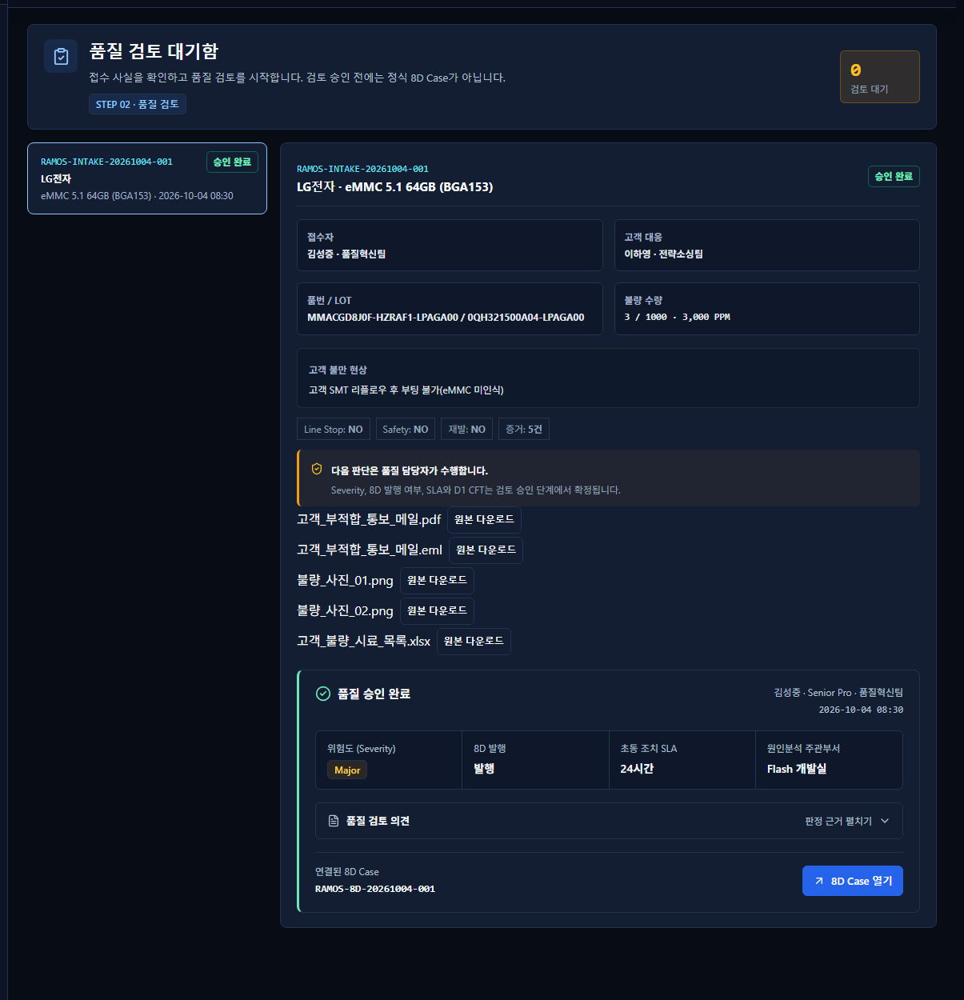 품질 검토 대기함
접수 사실을 확인하고 품질 검토를 시작합니다. 검토 승인 전에는 정식 8D Case가 아닙니다.
STEP 02 · 품질 검토
0
검토 대기
RAMOS-INTAKE-20261004-001
승인 완료
LG전자
eMMC 5.1 64GB (BGA153) · 2026-10-04 08:30
RAMOS-INTAKE-20261004-001
LG전자 · eMMC 5.1 64GB (BGA153)
승인 완료
접수자
김성중 · 품질혁신팀
고객 대응
이하영 · 전략소싱팀
품번 / LOT
MMACGD8J0F-HZRAF1-LPAGA00 / 0QH321500A04-LPAGA00
불량 수량
3 / 1000 · 3,000 PPM
고객 불만 현상
고객 SMT 리플로우 후 부팅 불가(eMMC 미인식)
Line Stop: NO
Safety: NO
재발: NO
증거: 5건
다음 판단은 품질 담당자가 수행합니다.
Severity, 8D 발행 여부, SLA와 D1 CFT는 검토 승인 단계에서 확정됩니다.
고객_부적합_통보_메일.pdf 원본 다운로드
고객_부적합_통보_메일.eml 원본 다운로드
불량_사진_01.png 원본 다운로드
불량_사진_02.png 원본 다운로드
고객_불량_시료_목록.xlsx 원본 다운로드
품질 승인 완료
김성중 · Senior Pro · 품질혁신팀
2026-10-04 08:30
위험도 (Severity)
Major
8D 발행
발행
초동 조치 SLA
24시간
원인분석 주관부서
Flash 개발실
품질 검토 의견
판정 근거 펼치기
연결된 8D Case
RAMOS-8D-20261004-001
8D Case 열기